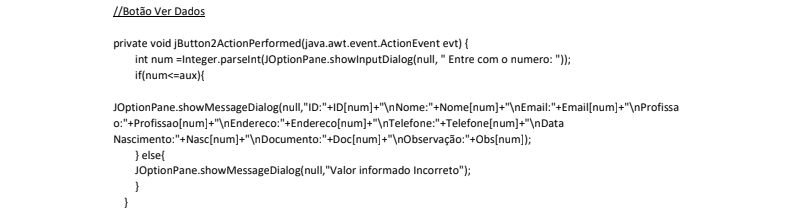 //Botão Ver Dados
private void jButton2ActionPerformed(java.awt.event.ActionEvent evt) {
int num =Integer.parseInt(JOptionPane.showInputDialog(null, " Entre com o numero: "));
if(num<=aux){
JOptionPane.showMessageDialog(null,"ID:"+ID[num]+"\nNome:"+Nome[num]+"\nEmail:"+Email[num]+"\nProfissa
o:"+Profissao[num]+"\nEndereco:"+Endereco[num]+"\nTelefone:"+Telefone[num]+"\nData
Nascimento:"+Nasc[num]+"\nDocumento:"+Doc[num]+"\nObservação:"+Obs[num]);
} else{
JOptionPane.showMessageDialog(null,"Valor informado Incorreto");
}
}